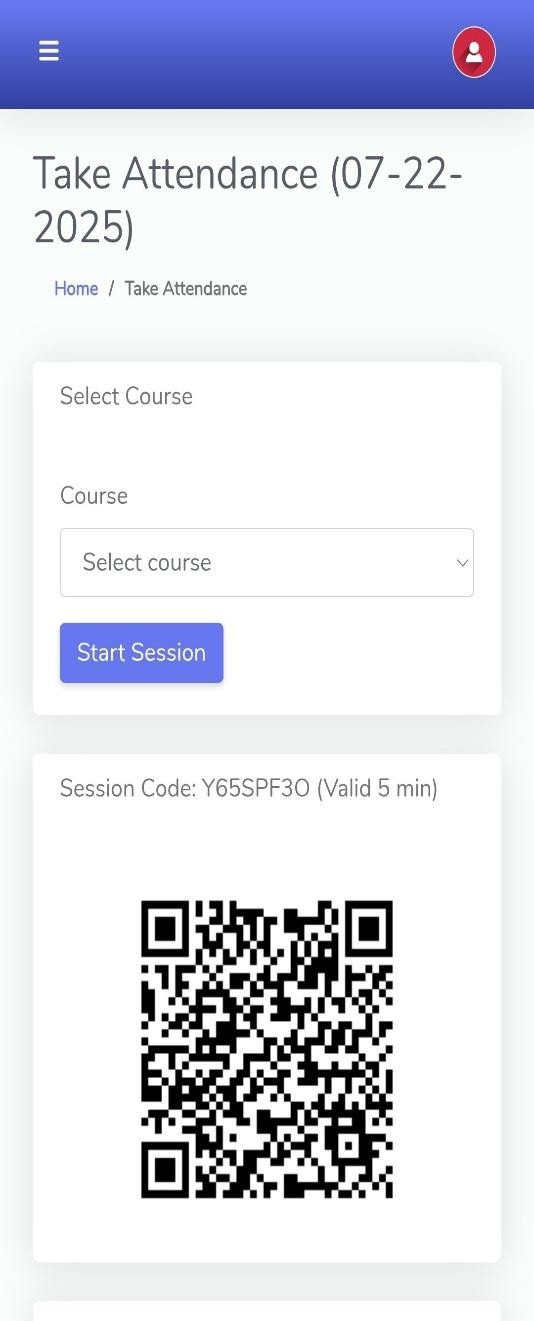 Take Attendance (07-22-
2025)
Home / Take Attendance
Select Course
Course
Select course
Start Session
Session Code: Y65SPF3O (Valid 5 min)